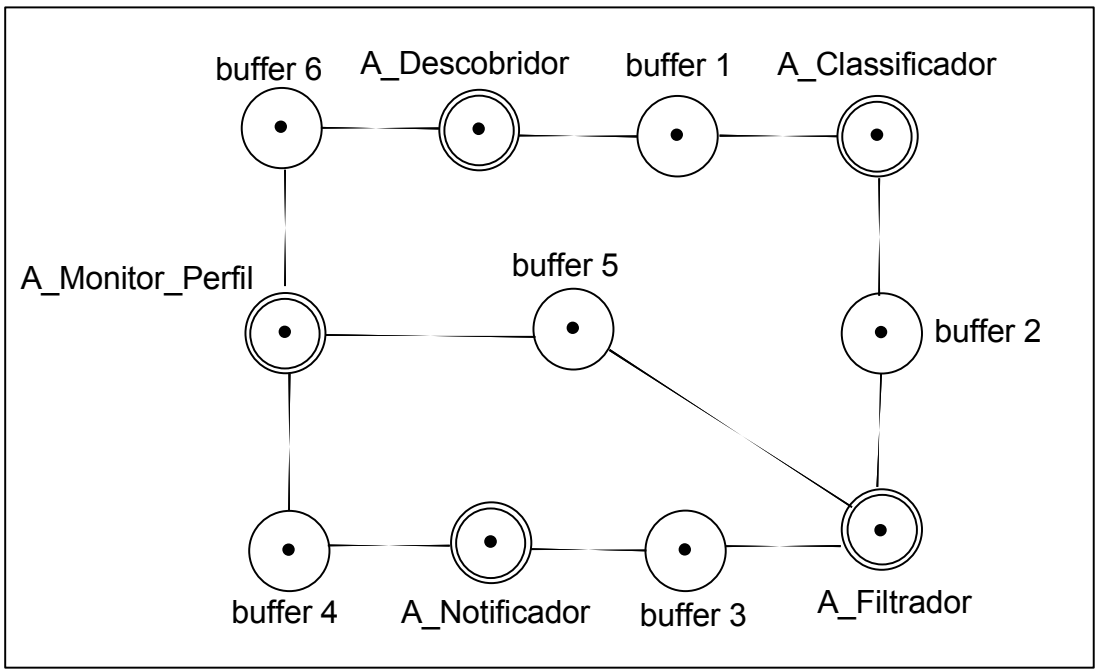 buffer 6
A_Descobridor
buffer 1
A_Classificador
A_Monitor_Perfil
buffer 5
buffer 2
buffer 4
A_Notificador
buffer 3
A_Filtrador